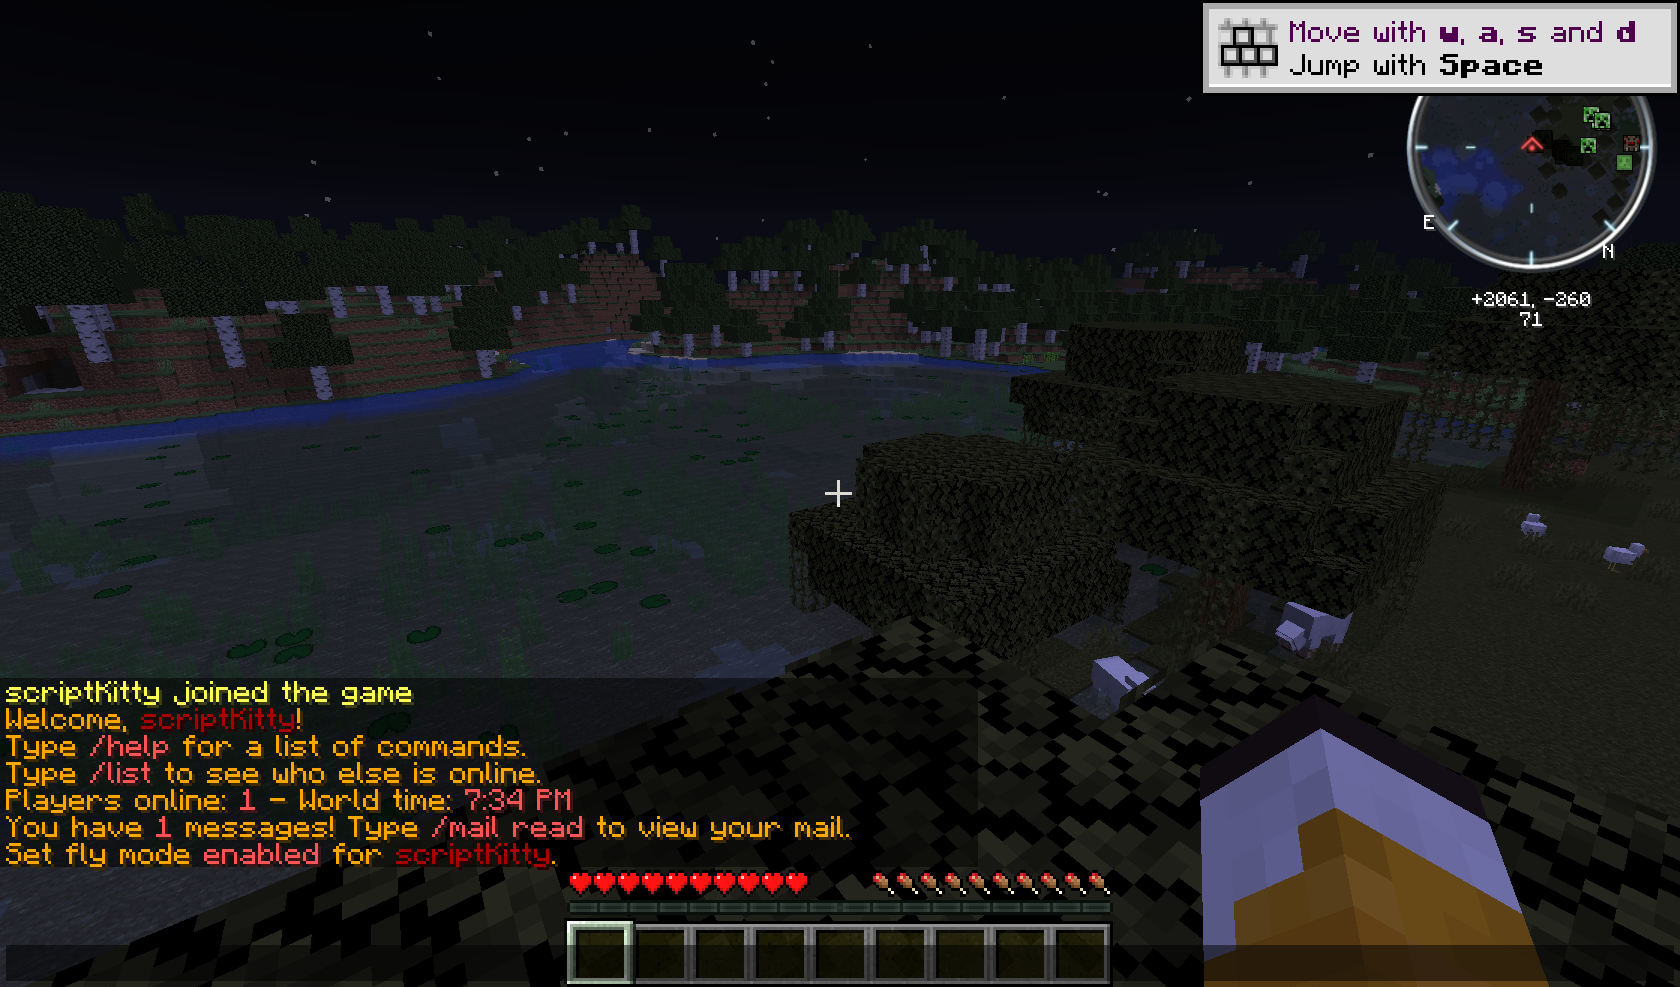 Move with w, a, s and d
Jump with Space
E
N
+2061, -260
71
scriptKitty joined the game
Welcome, scriptKitty!
Type /help for a list of commands.
Type /list to see who else is online.
Players online: 1 - World time: 7:34 PM
You have 1 messages! Type /mail read to view your mail.
Set fly mode enabled for scriptKitty.